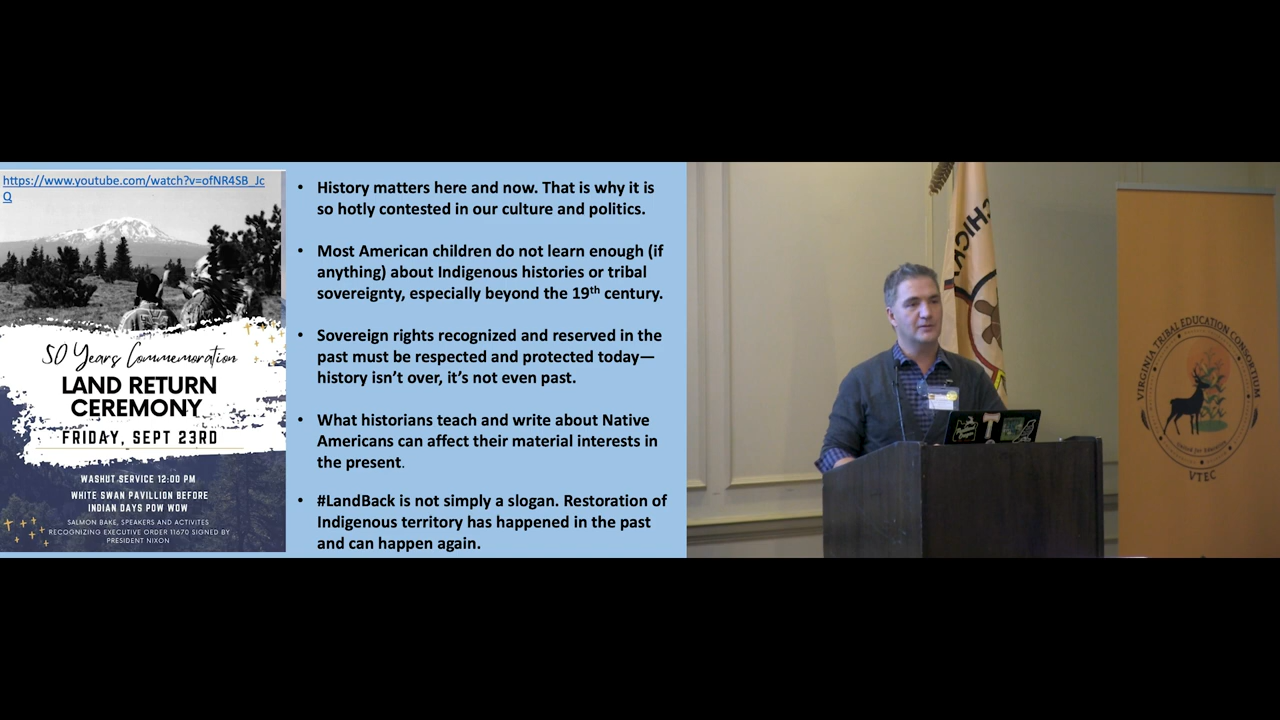 https://www.youtube.com/watch?v=ofNR4SB_Jc
Q
50 Years Commemoration
LAND RETURN
CEREMONY
FRIDAY, SEPT 23RD
WASHUT SERVICE 12:00 PM
WHITE SWAN PAVILLION BEFORE
INDIAN DAYS POW WOW
SALMON BAKE, SPEAKERS AND ACTIVITES
RECOGNIZING EXECUTIVE ORDER 11670 SIGNED BY
PRESIDENT NIXON
• History matters here and now. That is why it is
so hotly contested in our culture and politics.
• Most American children do not learn enough (if
anything) about Indigenous histories or tribal
sovereignty, especially beyond the 19th century.
• Sovereign rights recognized and reserved in the
past must be respected and protected today—
history isn’t over, it’s not even past.
• What historians teach and write about Native
Americans can affect their material interests in
the present.
• #LandBack is not simply a slogan. Restoration of
Indigenous territory has happened in the past
and can happen again.
VIRGINIA TRIBAL EDUCATION CONSORTIUM
VTEC